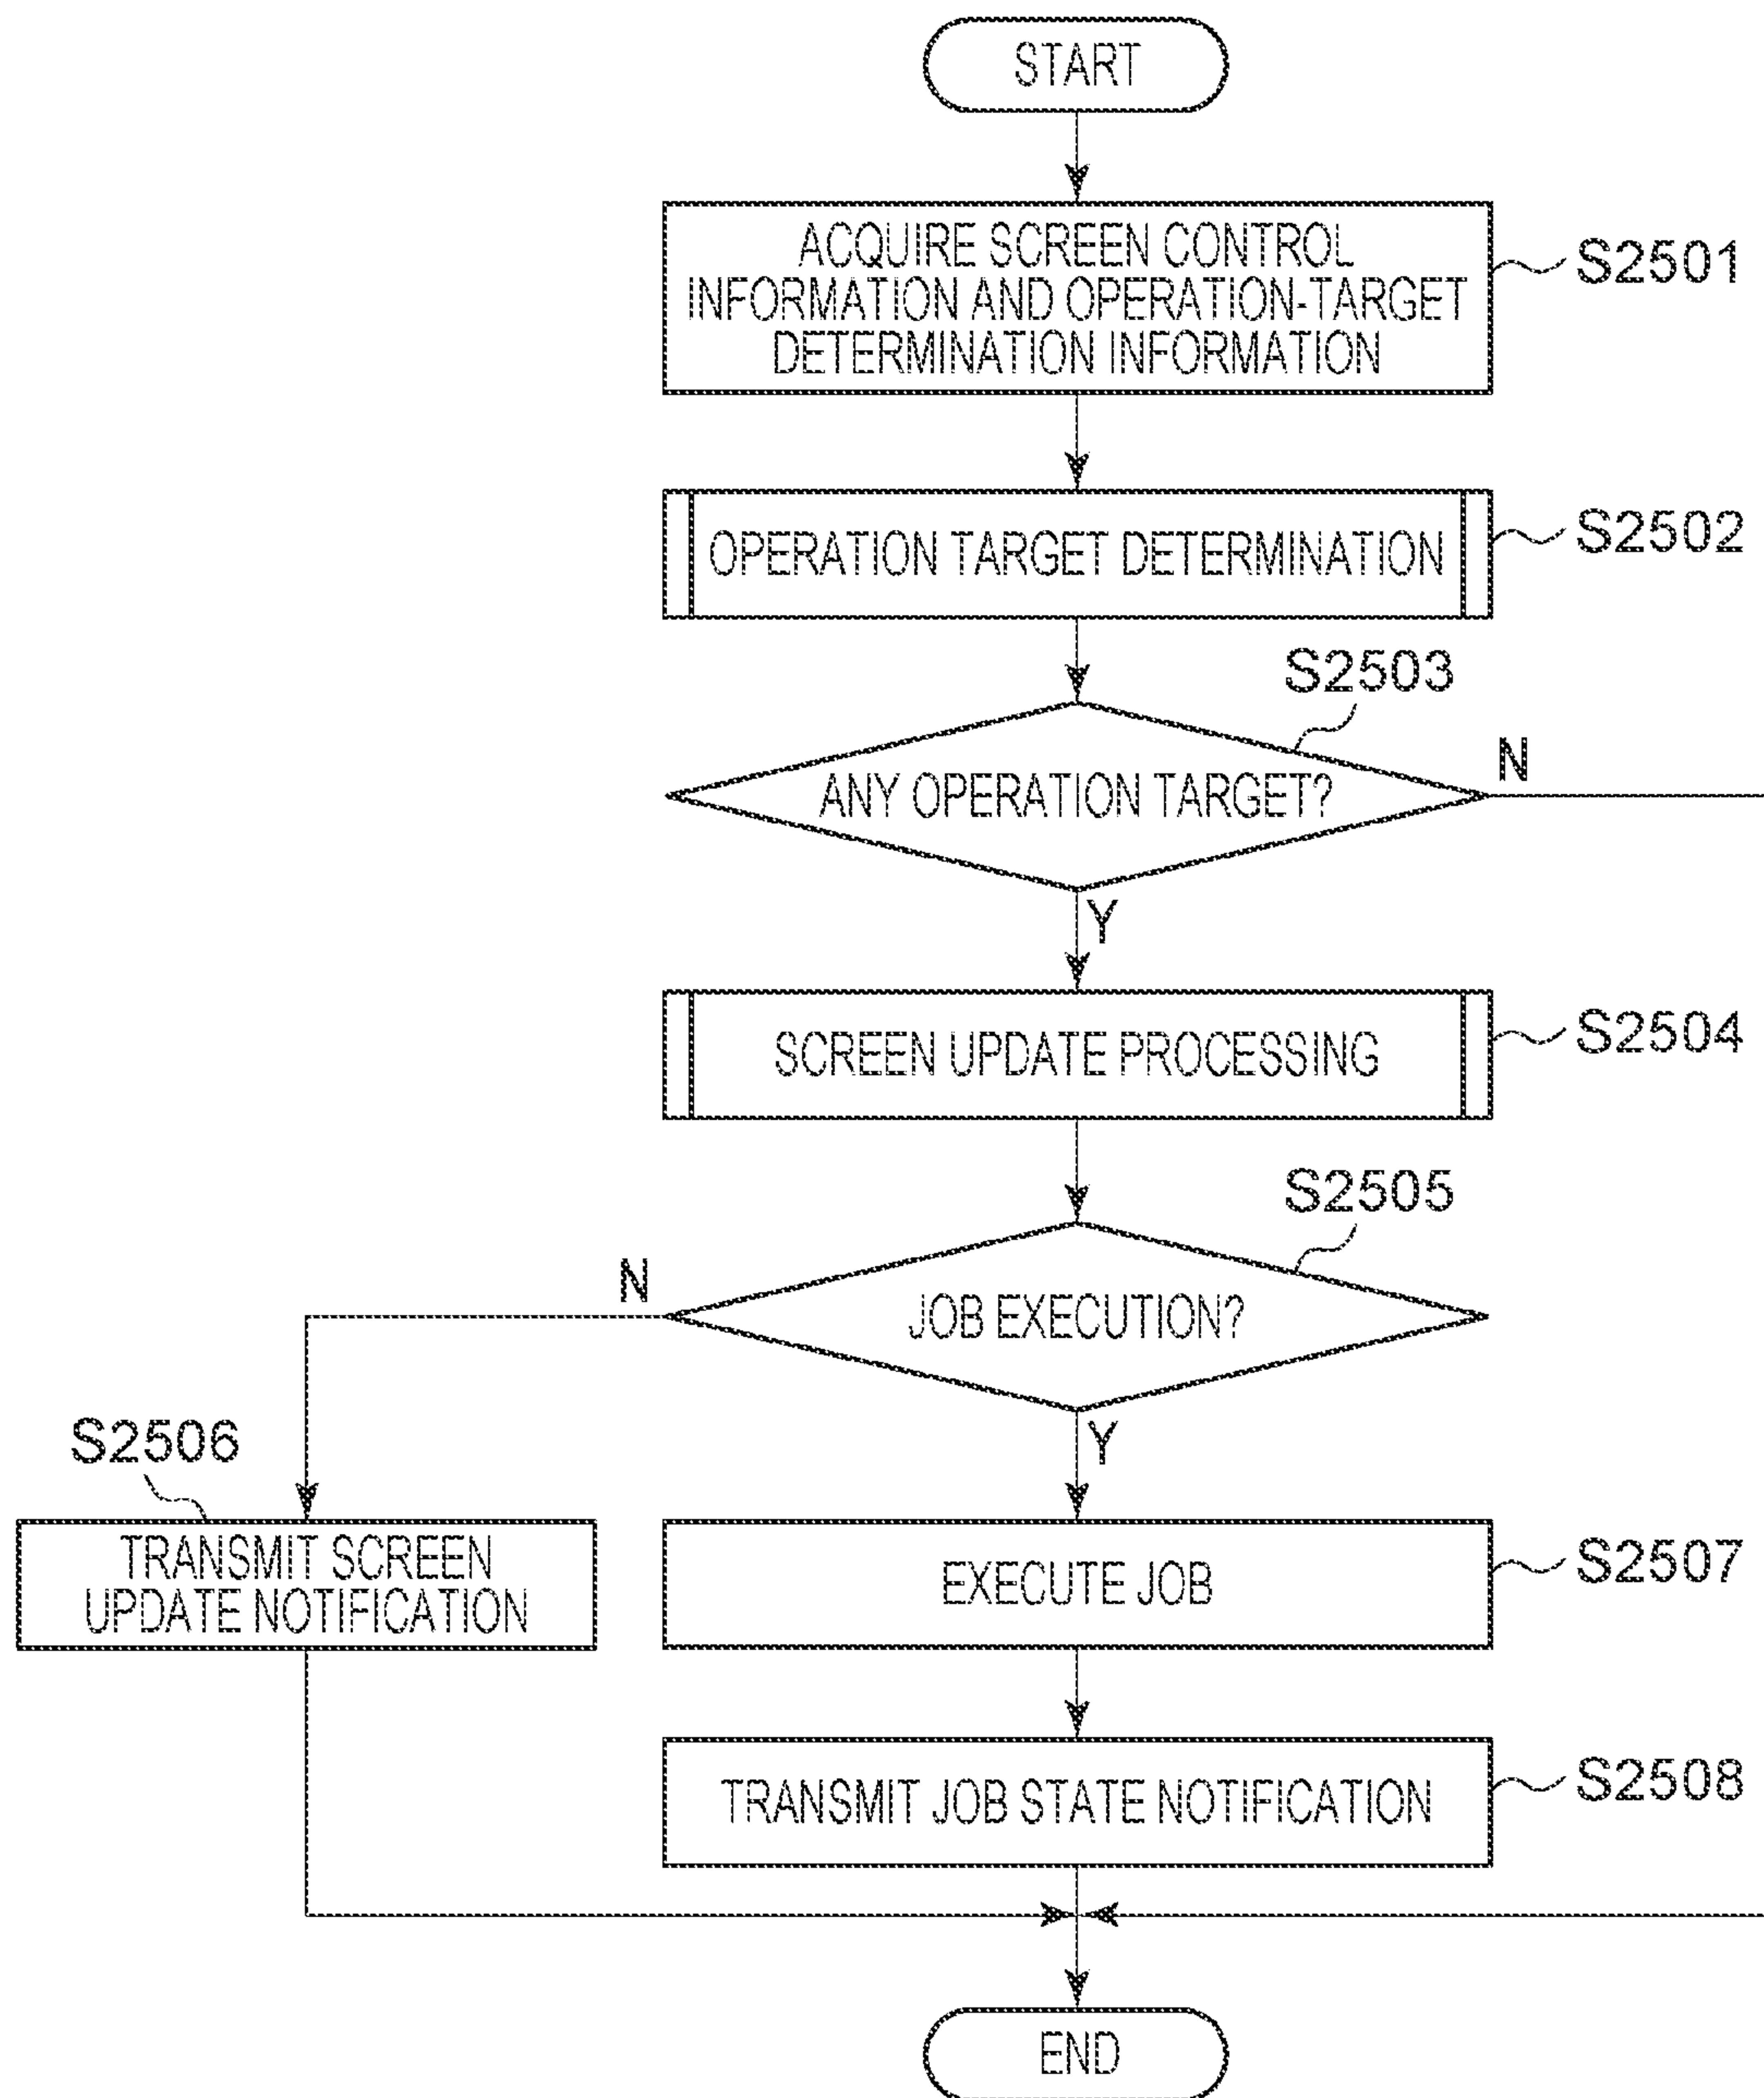 START
ACQUIRE SCREEN CONTROL
INFORMATION AND OPERATION-TARGET
DETERMINATION INFORMATION
S2501
OPERATION TARGET DETERMINATION
S2502
S2503
ANY OPERATION TARGET?
N
Y
SCREEN UPDATE PROCESSING
S2504
S2505
JOB EXECUTION?
N
Y
S2506
TRANSMIT SCREEN
UPDATE NOTIFICATION
EXECUTE JOB
S2507
TRANSMIT JOB STATE NOTIFICATION
S2508
END